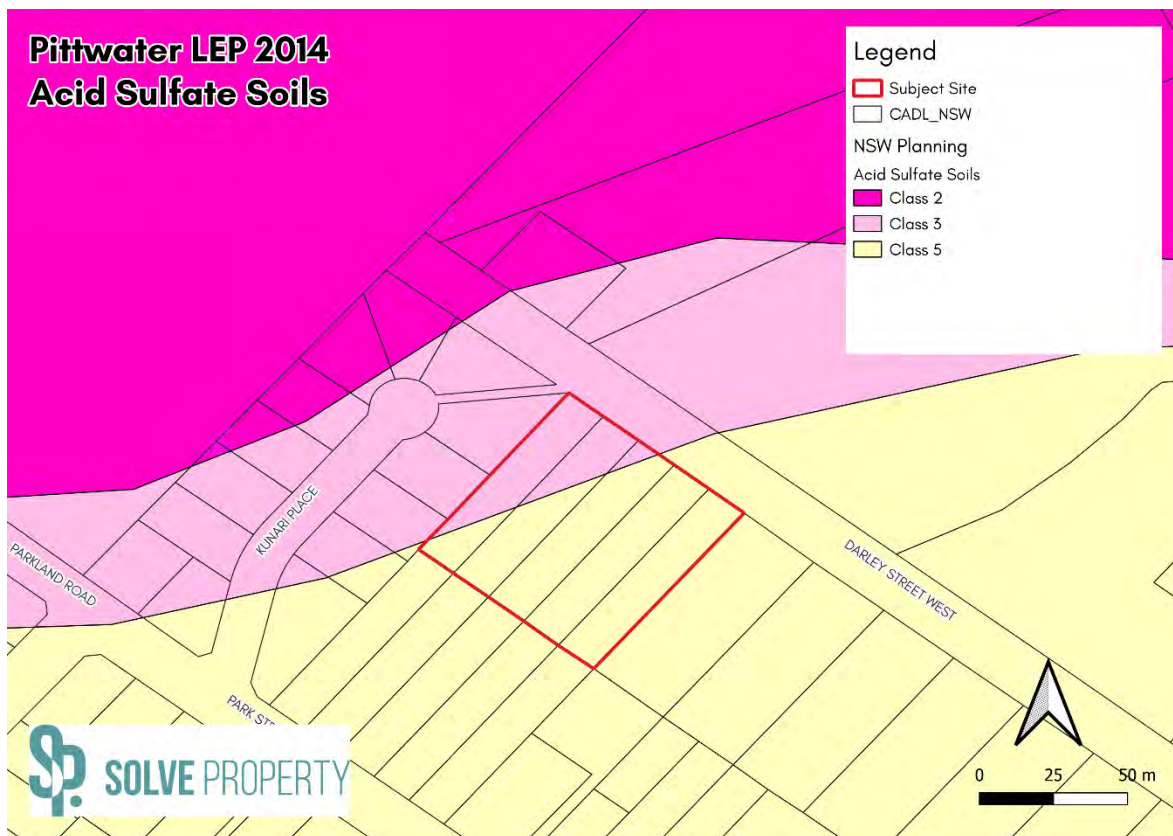 Pittwater LEP 2014
Acid Sulfate Soils
Legend
Subject Site
CADL_NSW
NSW Planning
Acid Sulfate Soils
Class 2
Class 3
Class 5
KUNARI PLACE
PARKLAND ROAD
DARLEY STREET WEST
PARK
SP.
SOLVE PROPERTY
0 25 50 m